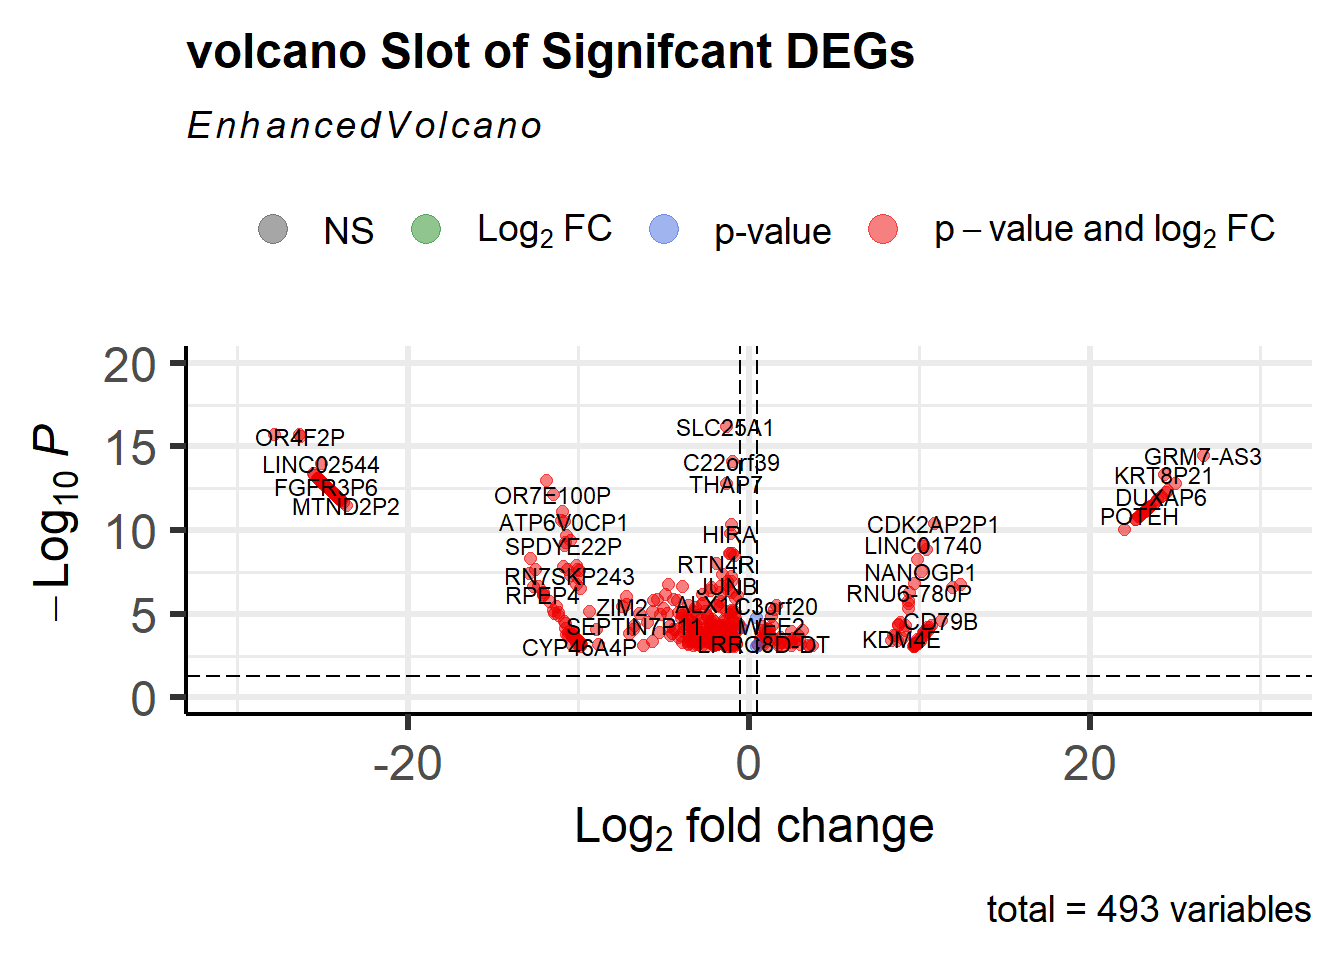 volcano Slot of Signifcant DEGs
EnhancedVolcano
NS Log2 FC p-value p – value and log2 FC
20
15
10
5
0
−Log10 P
SLC25A1
OR4F2P
C22orf39
GRM7-AS3
LINC02544
KRT8P21
THAP7
FGFR3P6
OR7E100P
DUXAP6
MTND2P2
POTEH
ATP6V0CP1
CDK2AP2P1
HIRA
SPDYE22P
LINC01740
RTN4R
RN7SKP243
NANOGP1
JUNB
RPEP4
RNU6-780P
ZIM2
ALX1
C3orf20
SEPTIN7P11
WEE2
CD79B
CYP46A4P
LRRC8D-DT
KDM4E
-20 0 20
Log2 fold change
total = 493 variables